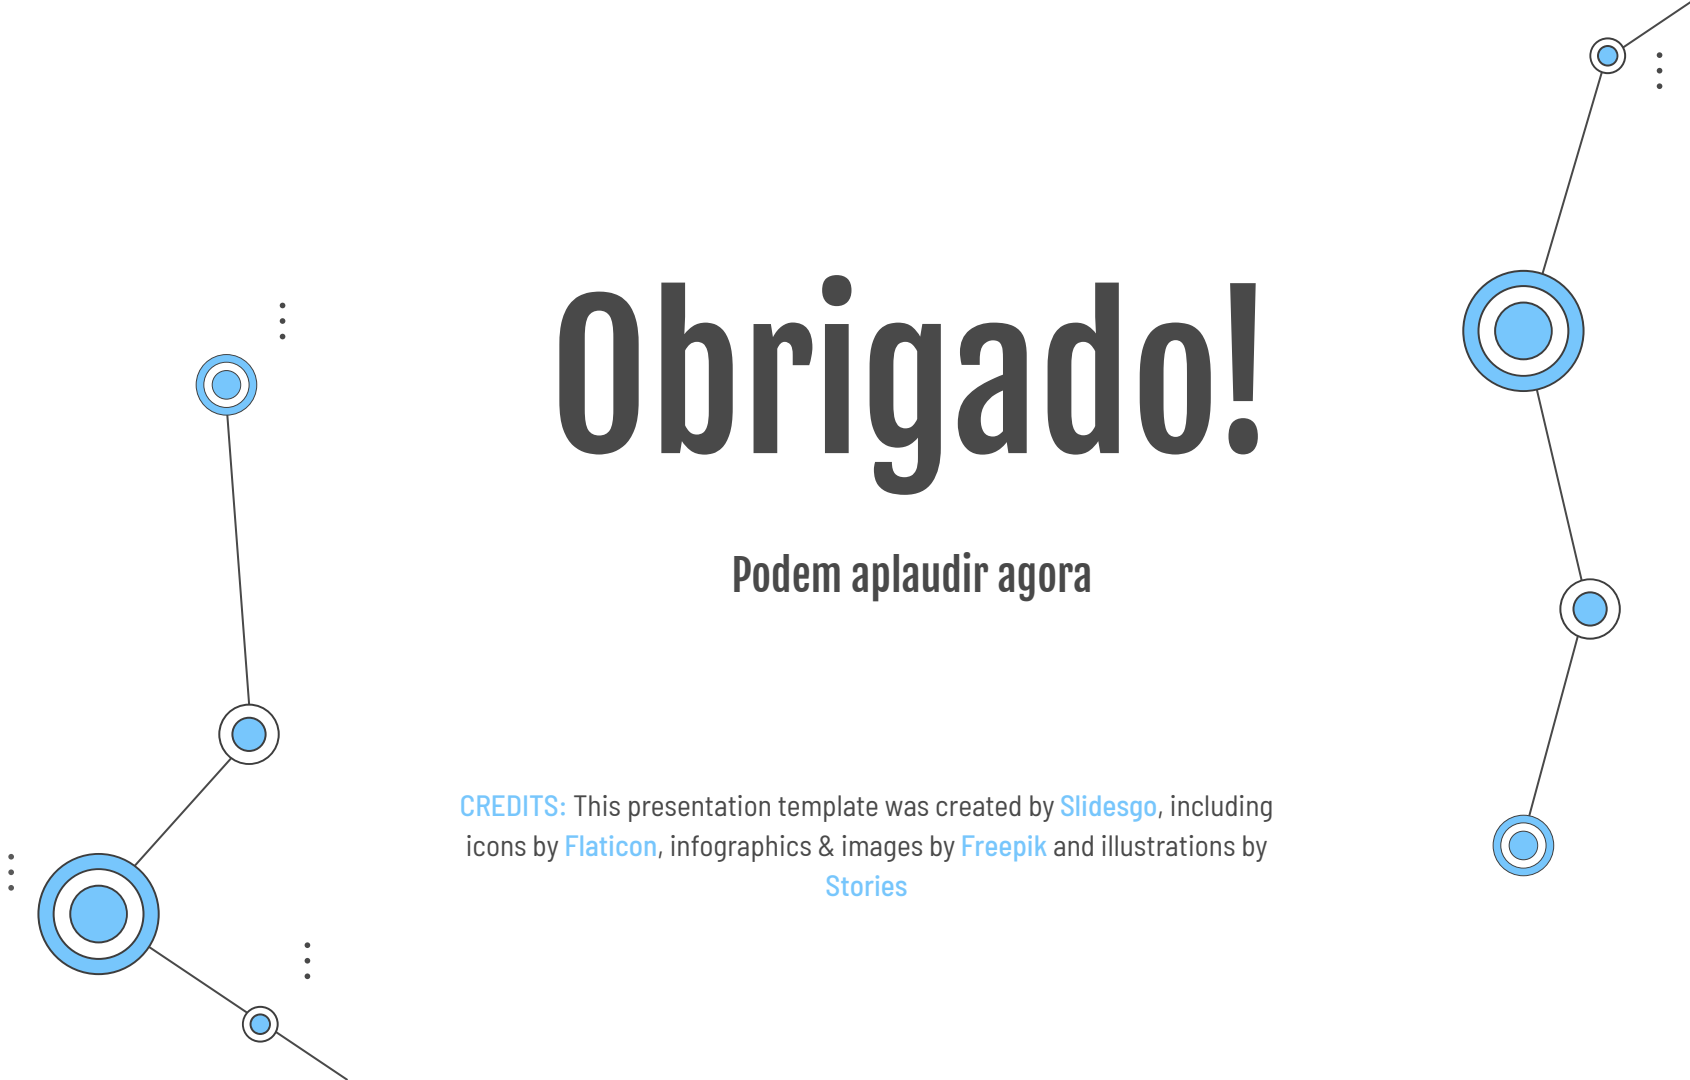 Obrigado!
Podem aplaudir agora
CREDITS: This presentation template was created by Slidesgo, including
icons by Flaticon, infographics & images by Freepik and illustrations by
Stories